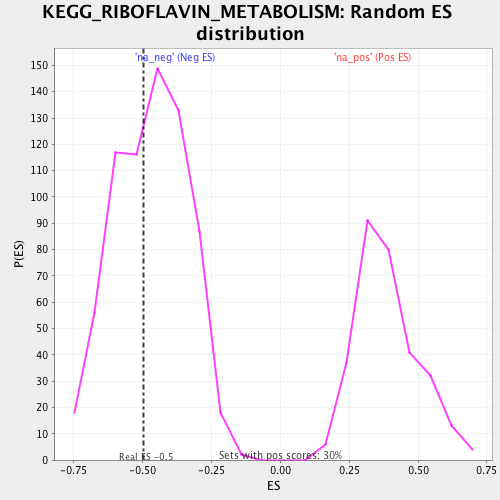 KEGG_RIBOFLAVIN_METABOLISM: Random ES
distribution
'na_neg' (Neg ES)
'na_pos' (Pos ES)
150
140
130
120
110
100
90
80
70
60
50
40
30
20
10
0
P(ES)
Real ES -0.5
Sets with pos scores: 30%
-0.75
-0.50
-0.25
0.00
0.25
0.50
0.75
ES